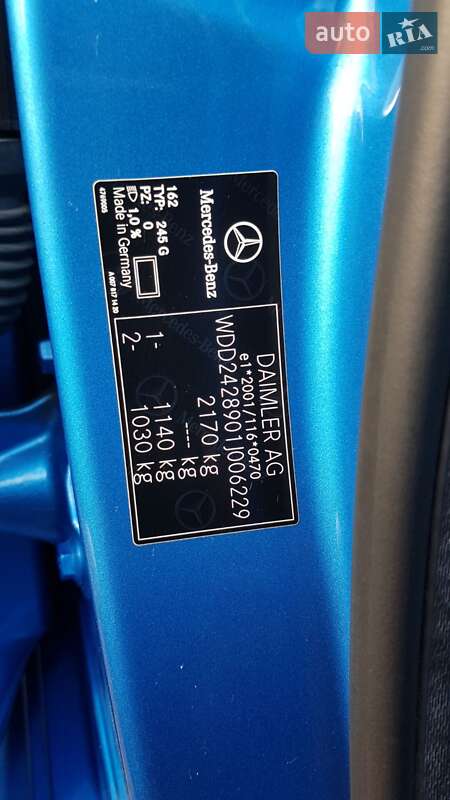 auto RIA.com
Mercedes-Benz
DAIMLER AG
e1*2001/116*0470
WDD2428901J006229
2170 kg
---- kg
1- 1140 kg
2- 1030 kg
162
TYP: 245 G
PZ: 0
1,0 %
Made in Germany